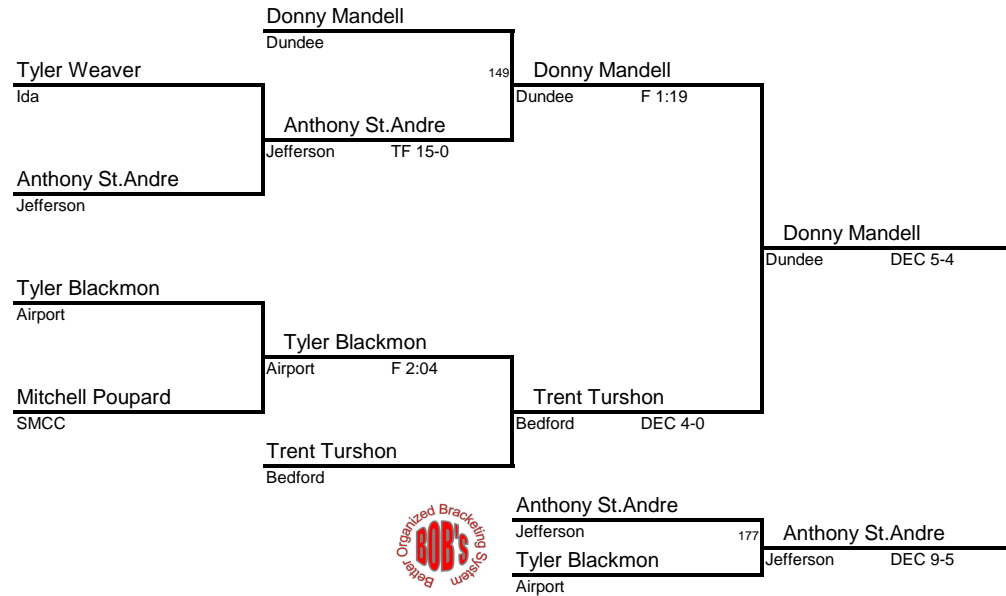 Donny Mandell
Dundee
Tyler Weaver
149 Donny Mandell
Ida
Dundee F 1:19
Anthony St.Andre
Jefferson TF 15-0
Anthony St.Andre
Jefferson
Donny Mandell
Dundee DEC 5-4
Tyler Blackmon
Airport
Tyler Blackmon
Airport F 2:04
Mitchell Poupard
Trent Turshon
SMCC
Bedford DEC 4-0
Trent Turshon
Bedford
Anthony St.Andre
Jefferson
177 Anthony St.Andre
Jefferson DEC 9-5
Tyler Blackmon
Airport
Better Organized Bracketing System
BOB's